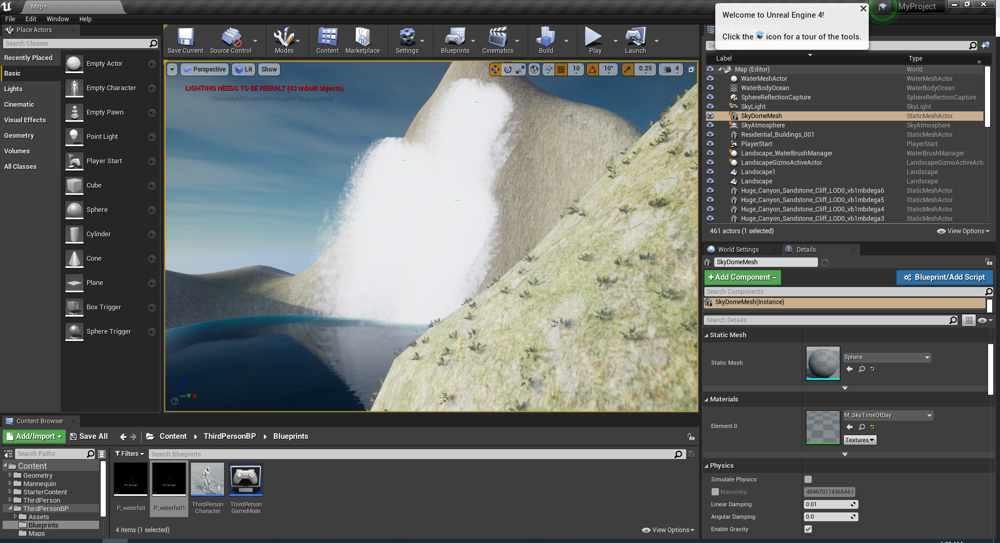 Map*
MyProject
File Edit Window Help
Welcome to Unreal Engine 4!
Click the icon for a tour of the tools.
Place Actors
Search Classes
Recently Placed
Basic
Lights
Cinematic
Visual Effects
Geometry
Volumes
All Classes
Empty Actor
Empty Character
Empty Pawn
Point Light
Player Start
Cube
Sphere
Cylinder
Cone
Plane
Box Trigger
Sphere Trigger
Save Current Source Control Modes Content Marketplace Settings Blueprints Cinematics Build Play Launch
Perspective Lit Show 10 10° 0.25 4
LIGHTING NEEDS TO BE REBUILT (43 unbuilt objects)
'DisableAllScreenMessages' to suppress
Z
Y X
World Outliner
Label Type
Map (Editor) World
WaterMeshActor WaterMeshActor
WaterBodyOcean WaterBodyOcean
SphereReflectionCapture SphereReflectionCapture
SkyLight SkyLight
SkyDomeMesh StaticMeshActor
SkyAtmosphere SkyAtmosphere
Residential_Buildings_001 StaticMeshActor
PlayerStart PlayerStart
Landscape_WaterBrushManager WaterBrushManager
LandscapeGizmoActiveActor LandscapeGizmoActiveActo
Landscape1 Landscape
Landscape Landscape
Huge_Canyon_Sandstone_Cliff_LOD0_vb1mbdega6 StaticMeshActor
Huge_Canyon_Sandstone_Cliff_LOD0_vb1mbdega5 StaticMeshActor
Huge_Canyon_Sandstone_Cliff_LOD0_vb1mbdega4 StaticMeshActor
Huge_Canyon_Sandstone_Cliff_LOD0_vb1mbdega3 StaticMeshActor
461 actors (1 selected) View Options
World Settings Details
SkyDomeMesh
+Add Component Blueprint/Add Script
Search Components
SkyDomeMesh(Instance)
Search Details
Static Mesh
Static Mesh Sphere
Materials
Element 0 M_SkyTimeOfDay
Textures
Physics
Simulate Physics
MassInKg 48467011436544.(
Linear Damping 0.01
Angular Damping 0.0
Enable Gravity
Content Browser
Add/Import Save All Content ThirdPersonBP Blueprints
Search Paths
Filters Search Blueprints
Content
Geometry
Mannequin
StarterContent
ThirdPerson
ThirdPersonBP
Assets
Blueprints
Maps
No Image No Image
P_waterfall P_waterfall1 ThirdPerson Character ThirdPerson GameMode
4 items (1 selected) View Options